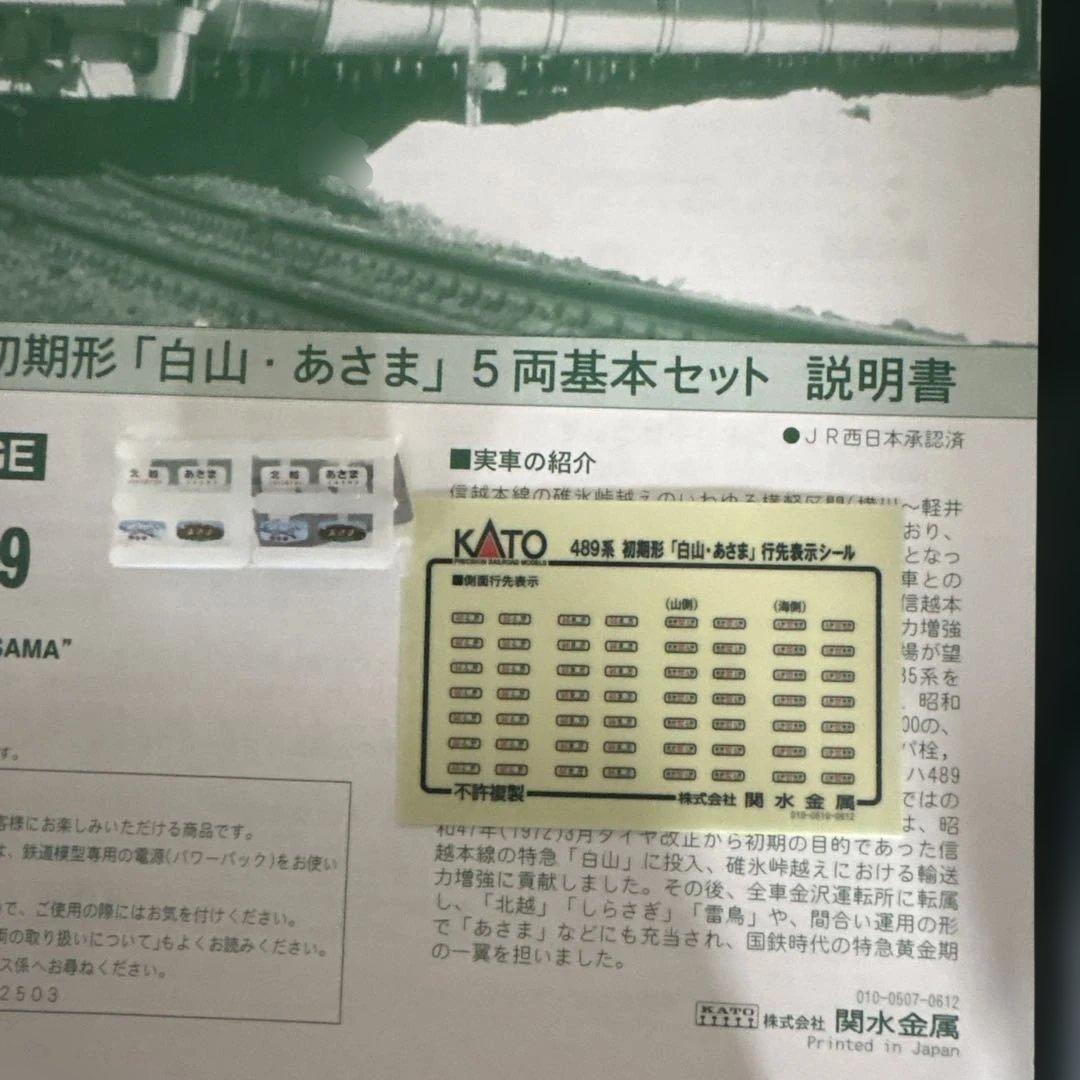 初期形「白山・あさま」5両基本セット 説明書
●JR西日本承認済
GE
9
SAMA”
■実車の紹介
信越本線の碓氷峠越えのいわゆる横軽区間(横川〜軽井
おり、
となっ
車との
信越本
力増強
場が望
85系を
昭和
00の、
パ栓,
ハ489
ではの
は、昭
和47年(1972)3月ダイヤ改正から初期の目的であった信
越本線の特急「白山」に投入、碓氷峠越えにおける輸送
力増強に貢献しました。その後、全車金沢運転所に転属
し、「北越」「しらさぎ」「雷鳥」や、間合い運用の形
で「あさま」などにも充当され、国鉄時代の特急黄金期
の一翼を担いました。
北越 あさま 北越 あさま
あさま
KATO
PRECISION RAILROAD MODELS
489系 初期形「白山・あさま」行先表示シール
■側面行先表示
(山側) (海側)
不許複製
株式会社 関水金属
010-0510-0612
す。
客様にお楽しみいただける商品です。
は、鉄道模型専用の電源(パワーパック)をお使い
で、ご使用の際にはお気を付けください。
両の取り扱いについて」もよくお読みください。
ス係へお尋ねください。
2503
010-0507-0612
KATO 株式会社 関水金属
Printed in Japan